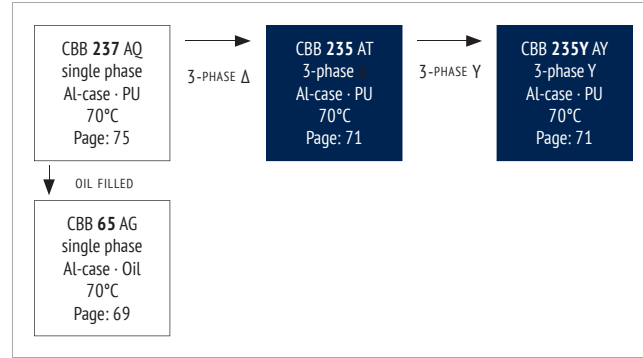 CBB 237 AQ
single phase
Al-case · PU
70°C
Page: 75
3-PHASE Δ
CBB 235 AT
3-phase Δ
Al-case · PU
70°C
Page: 71
3-PHASE Y
CBB 235Y AY
3-phase Y
Al-case · PU
70°C
Page: 71
OIL FILLED
CBB 65 AG
single phase
Al-case · Oil
70°C
Page: 69